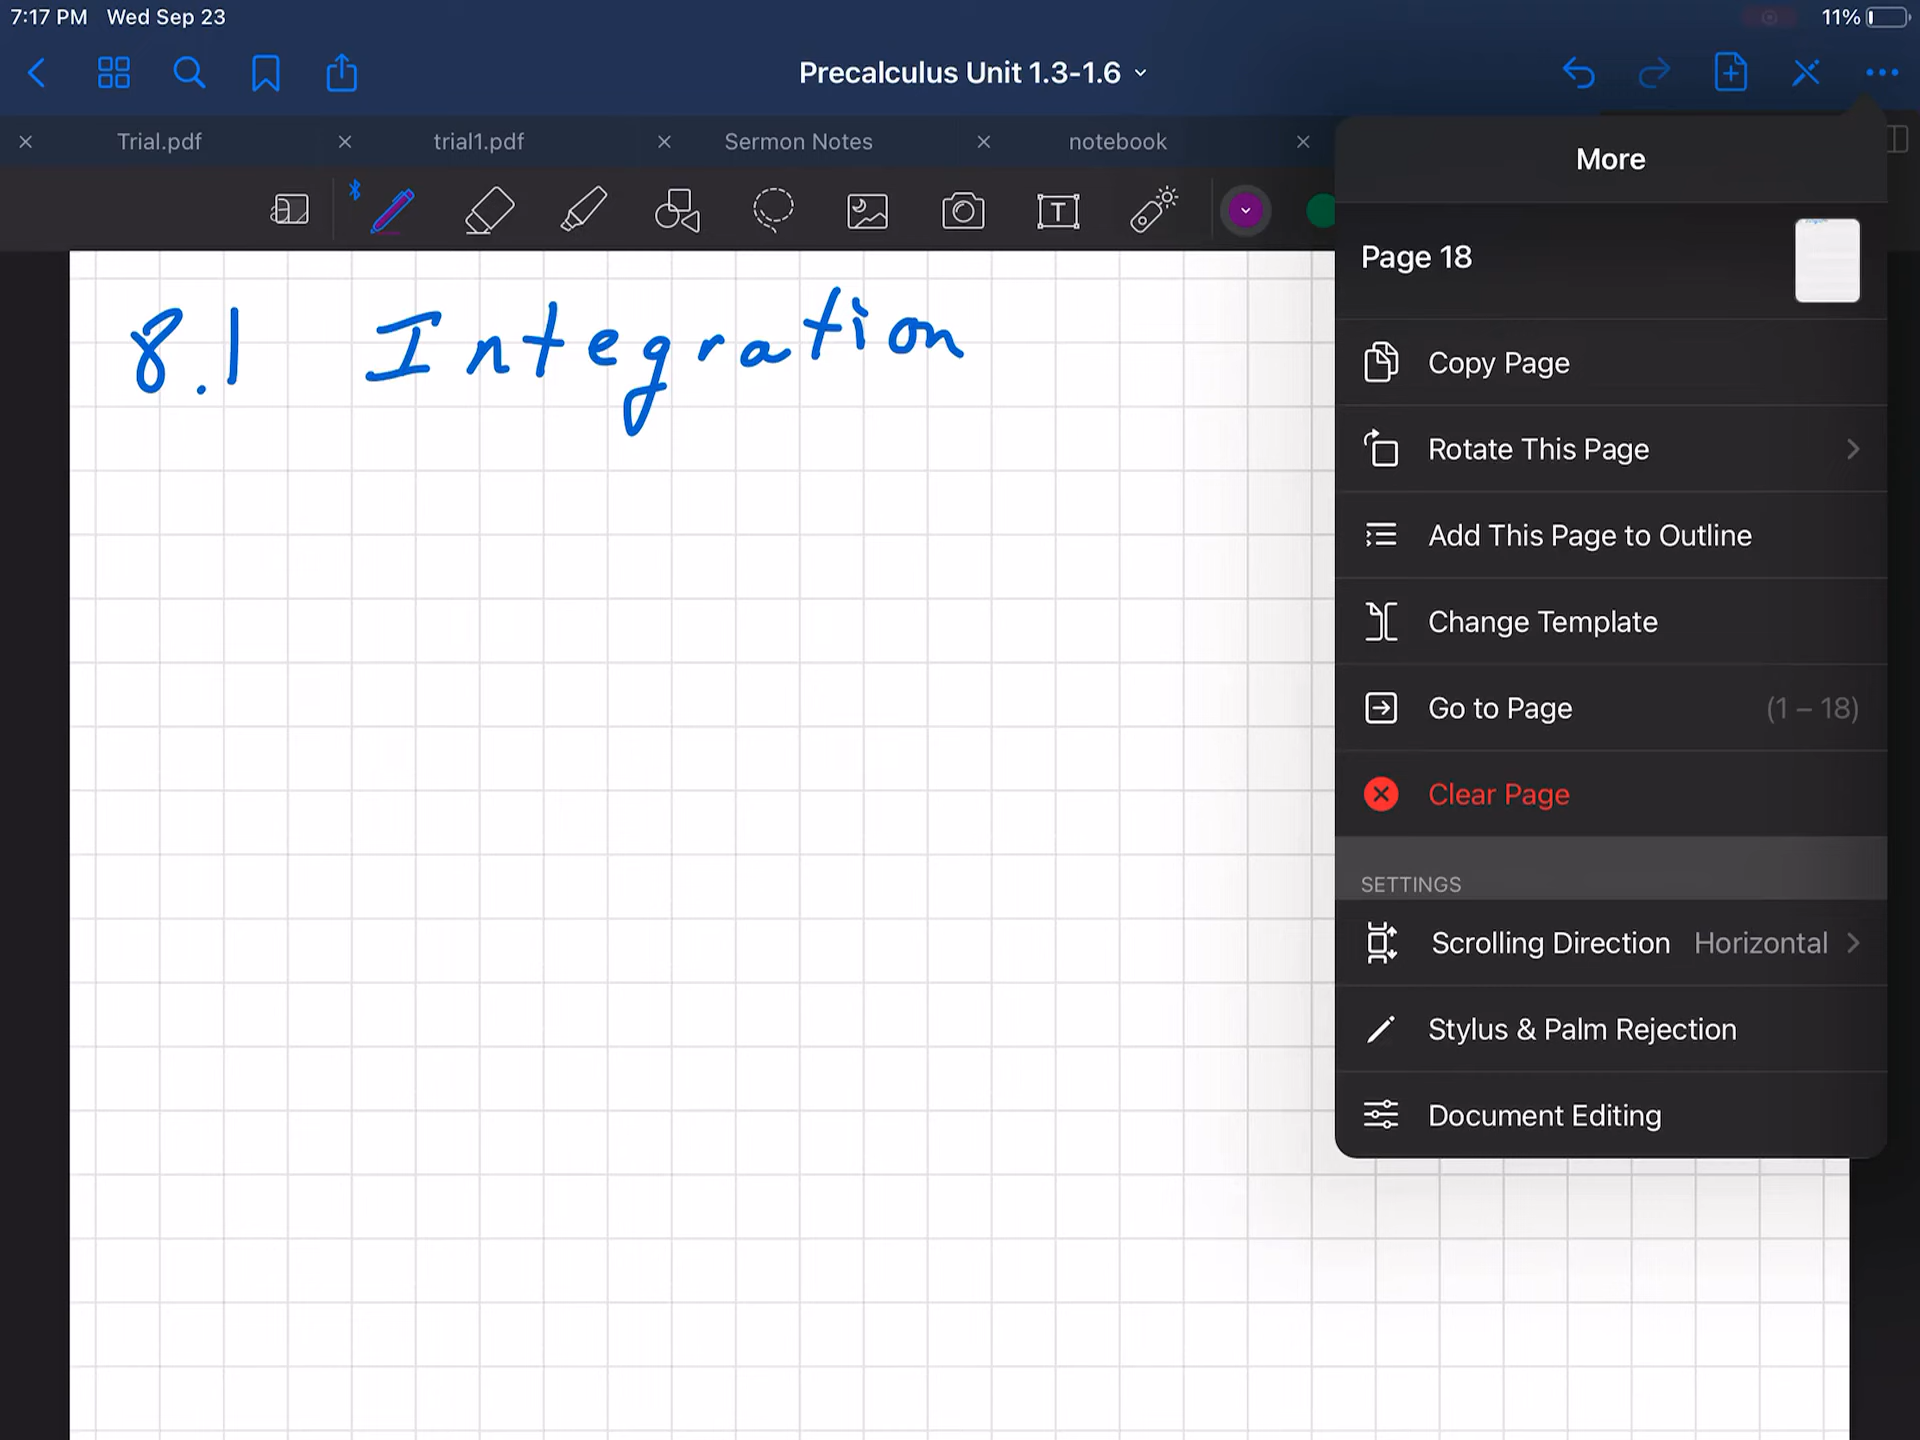 7:17 PM Wed Sep 23
11%
Precalculus Unit 1.3-1.6
Trial.pdf
trial1.pdf
Sermon Notes
notebook
T
8.1 Integration
More
Page 18
Copy Page
Rotate This Page
Add This Page to Outline
Change Template
Go to Page (1 – 18)
Clear Page
SETTINGS
Scrolling Direction Horizontal
Stylus & Palm Rejection
Document Editing